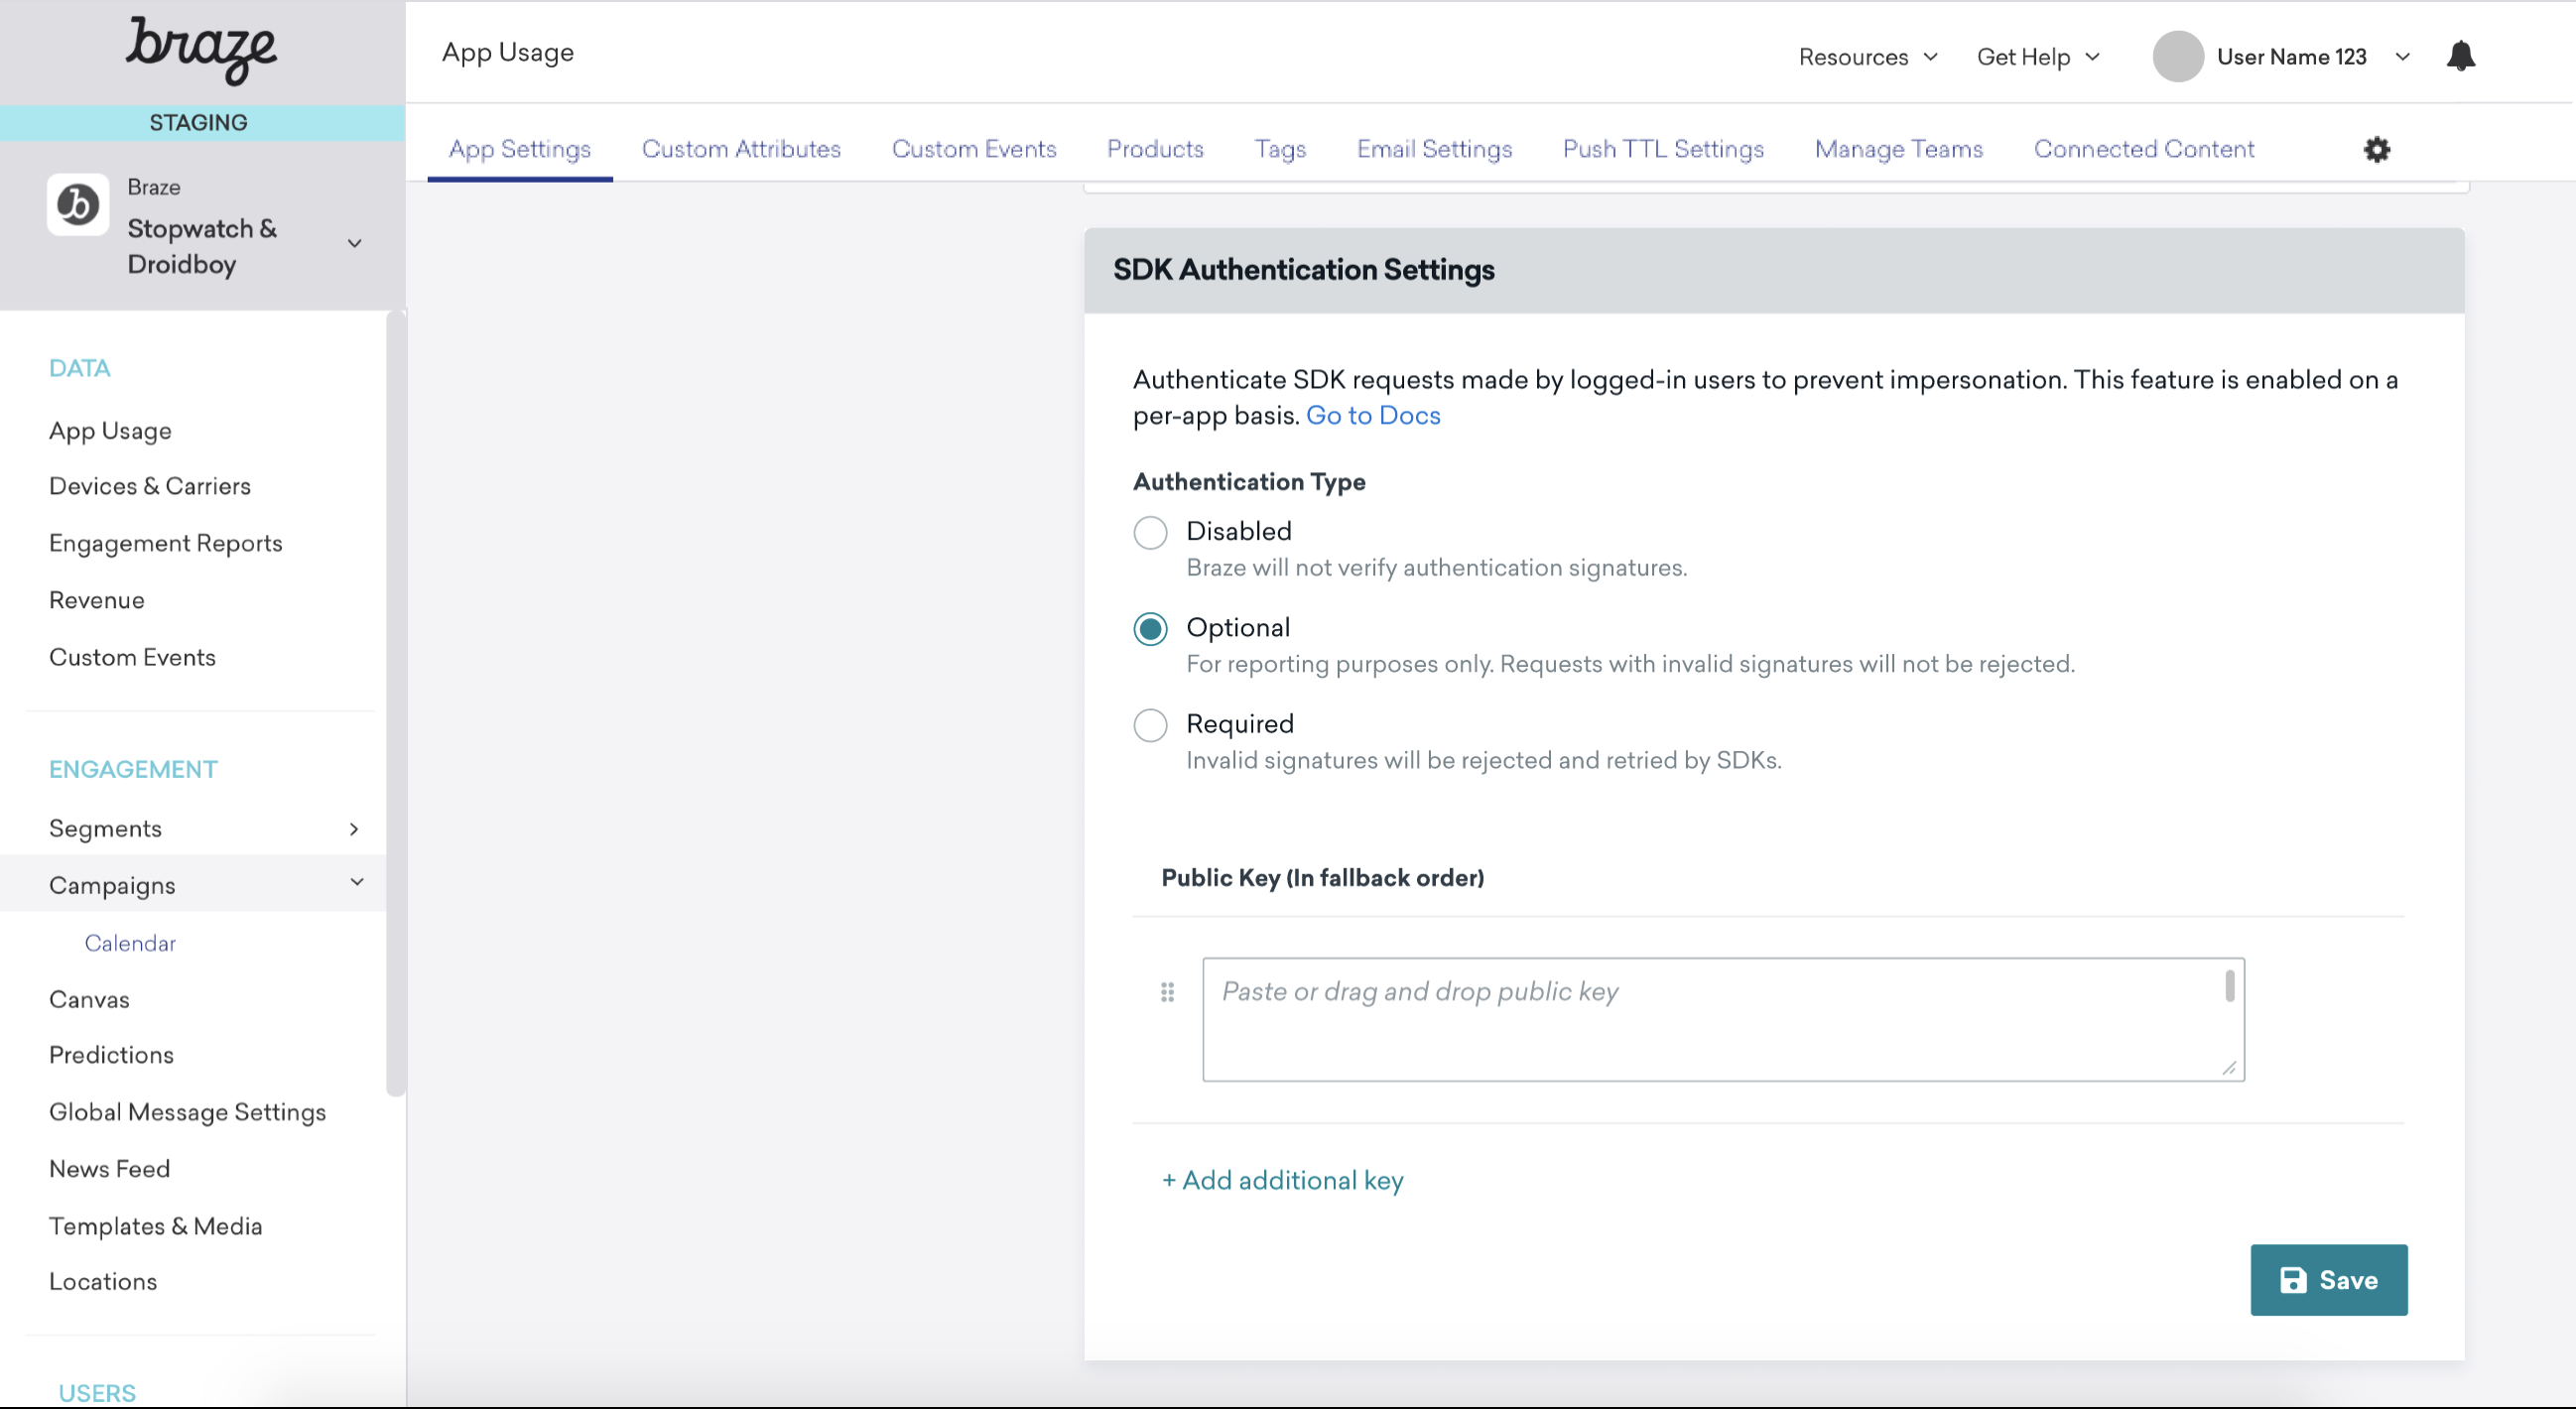 braze
STAGING
Braze
Stopwatch &
Droidboy
DATA
App Usage
Devices & Carriers
Engagement Reports
Revenue
Custom Events
ENGAGEMENT
Segments
Campaigns
Calendar
Canvas
Predictions
Global Message Settings
News Feed
Templates & Media
Locations
USERS
App Usage
Resources
Get Help
User Name 123
App Settings
Custom Attributes
Custom Events
Products
Tags
Email Settings
Push TTL Settings
Manage Teams
Connected Content
SDK Authentication Settings
Authenticate SDK requests made by logged-in users to prevent impersonation. This feature is enabled on a
per-app basis. Go to Docs
Authentication Type
Disabled
Braze will not verify authentication signatures.
Optional
For reporting purposes only. Requests with invalid signatures will not be rejected.
Required
Invalid signatures will be rejected and retried by SDKs.
Public Key (In fallback order)
Paste or drag and drop public key
+ Add additional key
Save